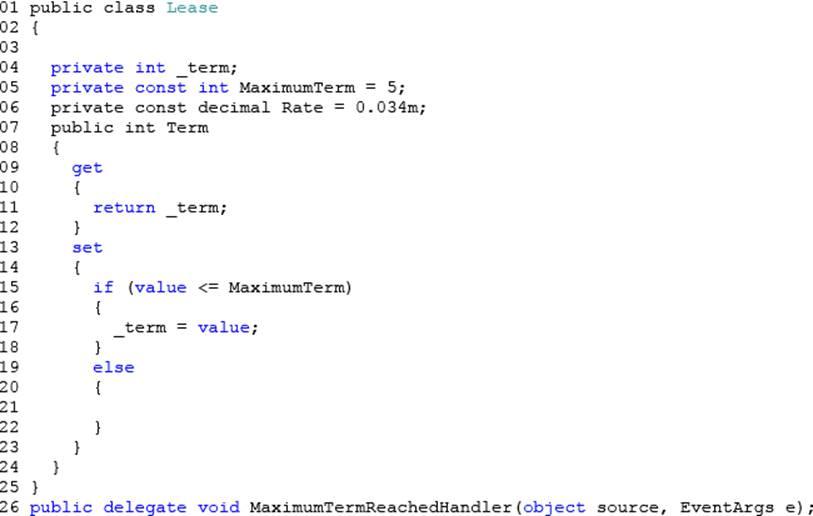 01 public class Lease
02 {
03
04   private int _term;
05   private const int MaximumTerm = 5;
06   private const decimal Rate = 0.034m;
07   public int Term
08   {
09     get
10     {
11       return _term;
12     }
13     set
14     {
15       if (value <= MaximumTerm)
16       {
17         _term = value;
18       }
19       else
20       {
21
22       }
23     }
24   }
25 }
26 public delegate void MaximumTermReachedHandler(object source, EventArgs e);